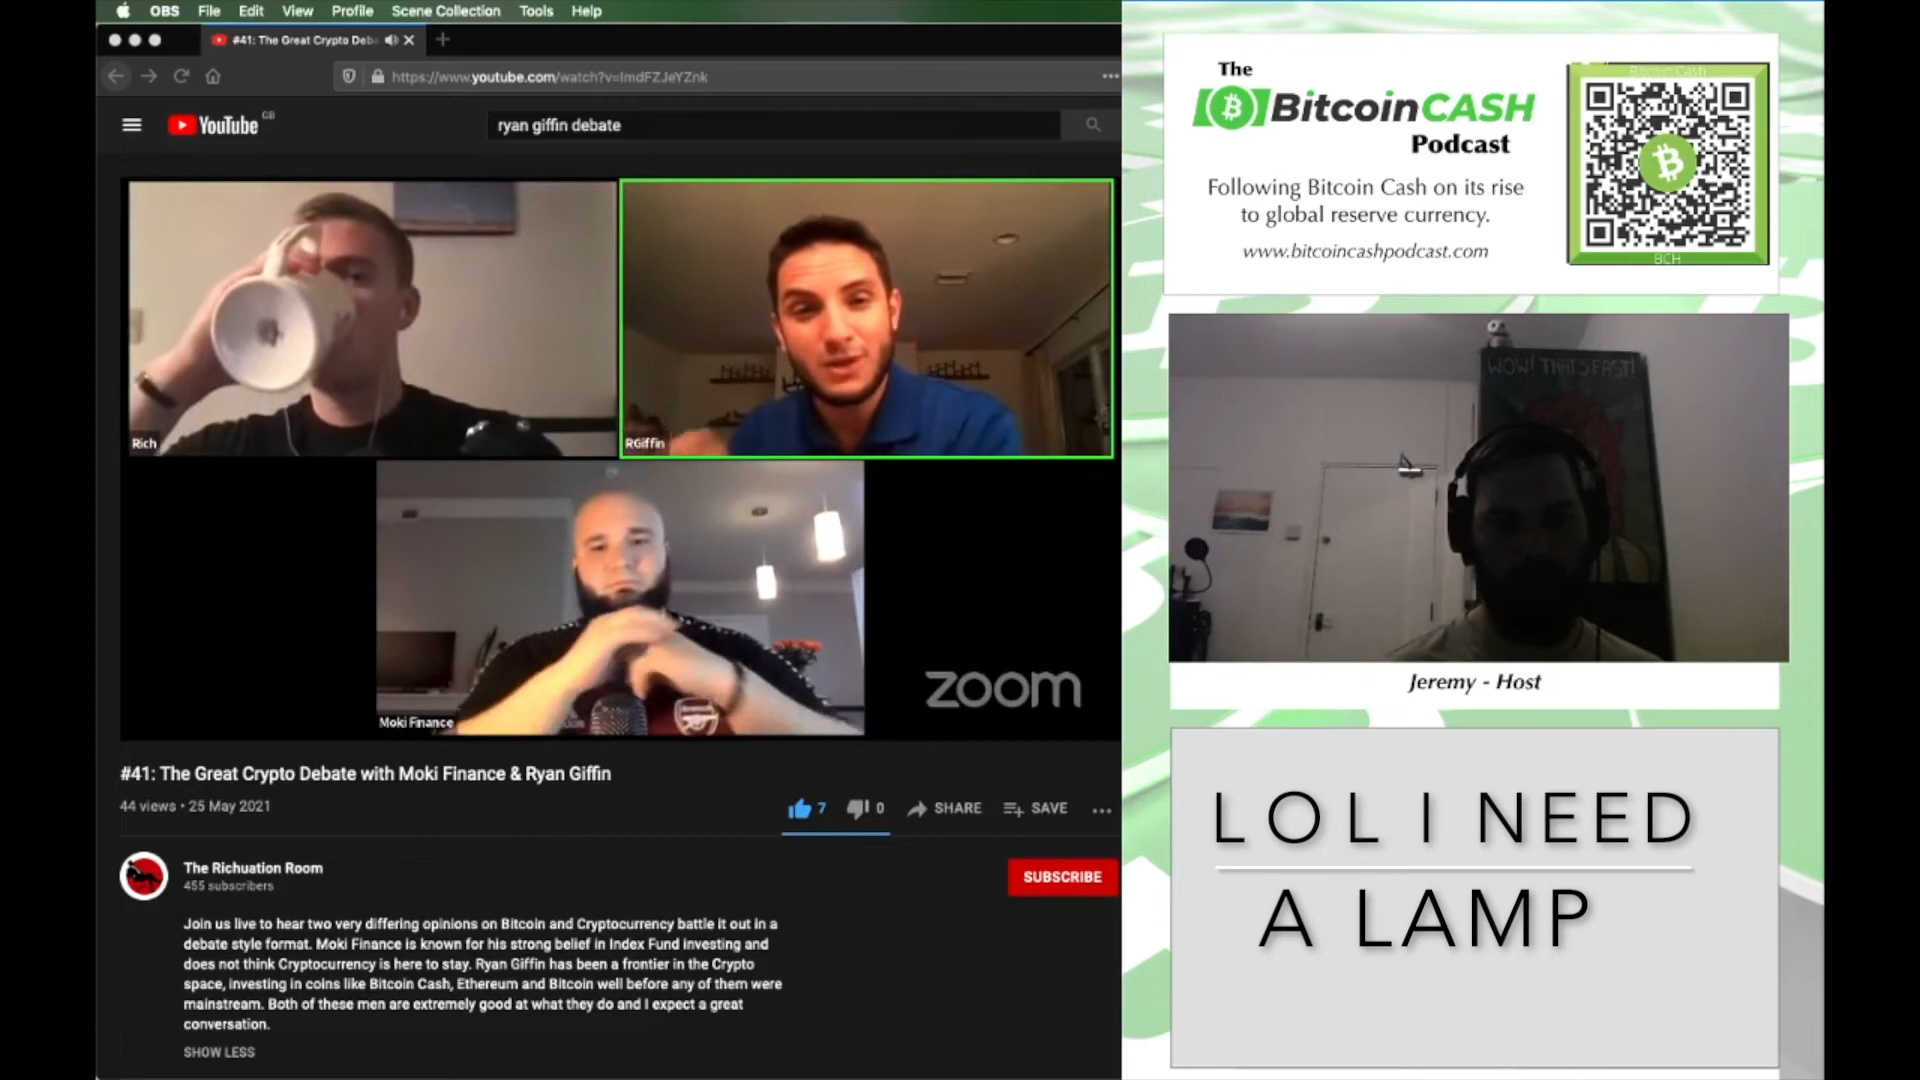 OBS File Edit View Profile Scene Collection Tools Help
#41: The Great Crypto Deba
https://www.youtube.com/watch?v=lmdFZJeYZnk
YouTube GB
ryan giffin debate
Rich
RGiffin
Moki Finance
zoom
#41: The Great Crypto Debate with Moki Finance & Ryan Giffin
44 views • 25 May 2021
7 0 SHARE SAVE
The Richuation Room
455 subscribers
SUBSCRIBE
Join us live to hear two very differing opinions on Bitcoin and Cryptocurrency battle it out in a
debate style format. Moki Finance is known for his strong belief in Index Fund investing and
does not think Cryptocurrency is here to stay. Ryan Giffin has been a frontier in the Crypto
space, investing in coins like Bitcoin Cash, Ethereum and Bitcoin well before any of them were
mainstream. Both of these men are extremely good at what they do and I expect a great
conversation.
SHOW LESS
The
BitcoinCASH
Podcast
Following Bitcoin Cash on its rise
to global reserve currency.
www.bitcoincashpodcast.com
BitcoinCash
BCH
WOW! THATS FAST!
Jeremy - Host
LOL I NEED
A LAMP